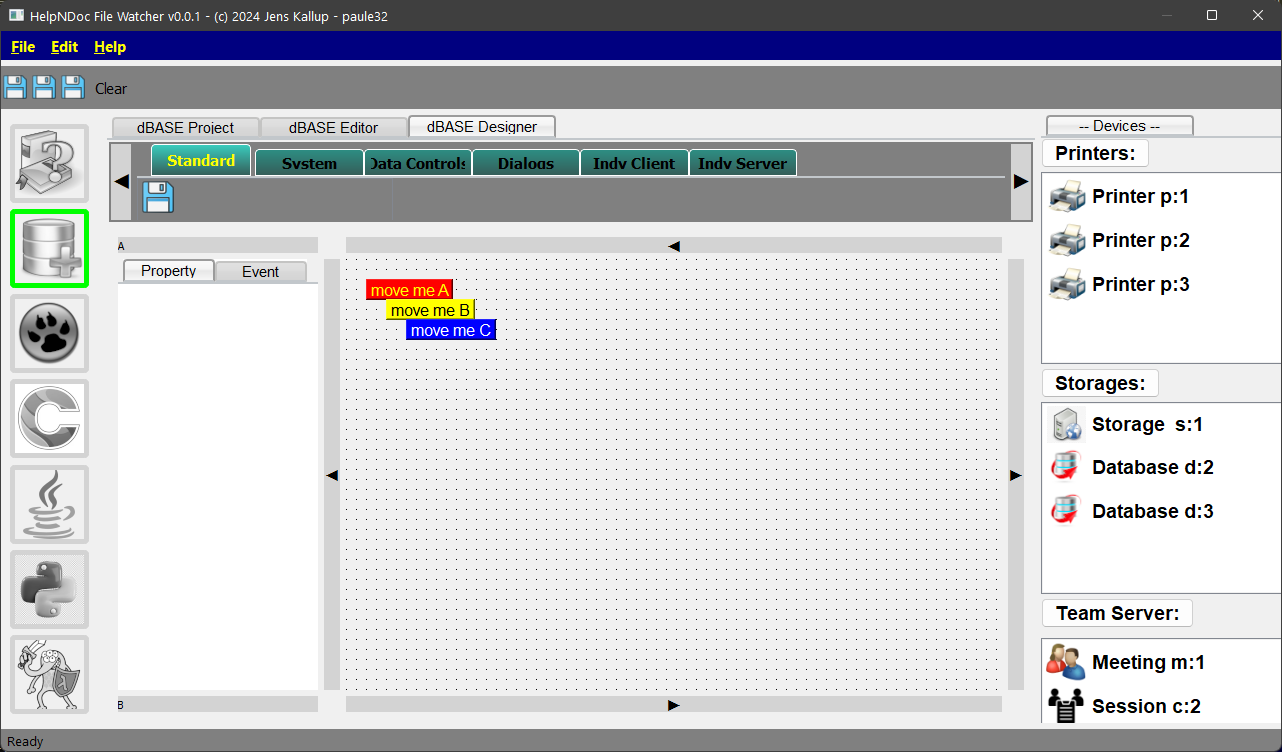 HelpNDoc File Watcher v0.0.1 - (c) 2024 Jens Kallup - paule32
File Edit Help
Clear
dBASE Project dBASE Editor dBASE Designer
Standard System Data Controls Dialogs Indy Client Indy Server
A
Property Event
move me A
move me B
move me C
B
-- Devices --
Printers:
Printer p:1
Printer p:2
Printer p:3
Storages:
Storage s:1
Database d:2
Database d:3
Team Server:
Meeting m:1
Session c:2
Ready